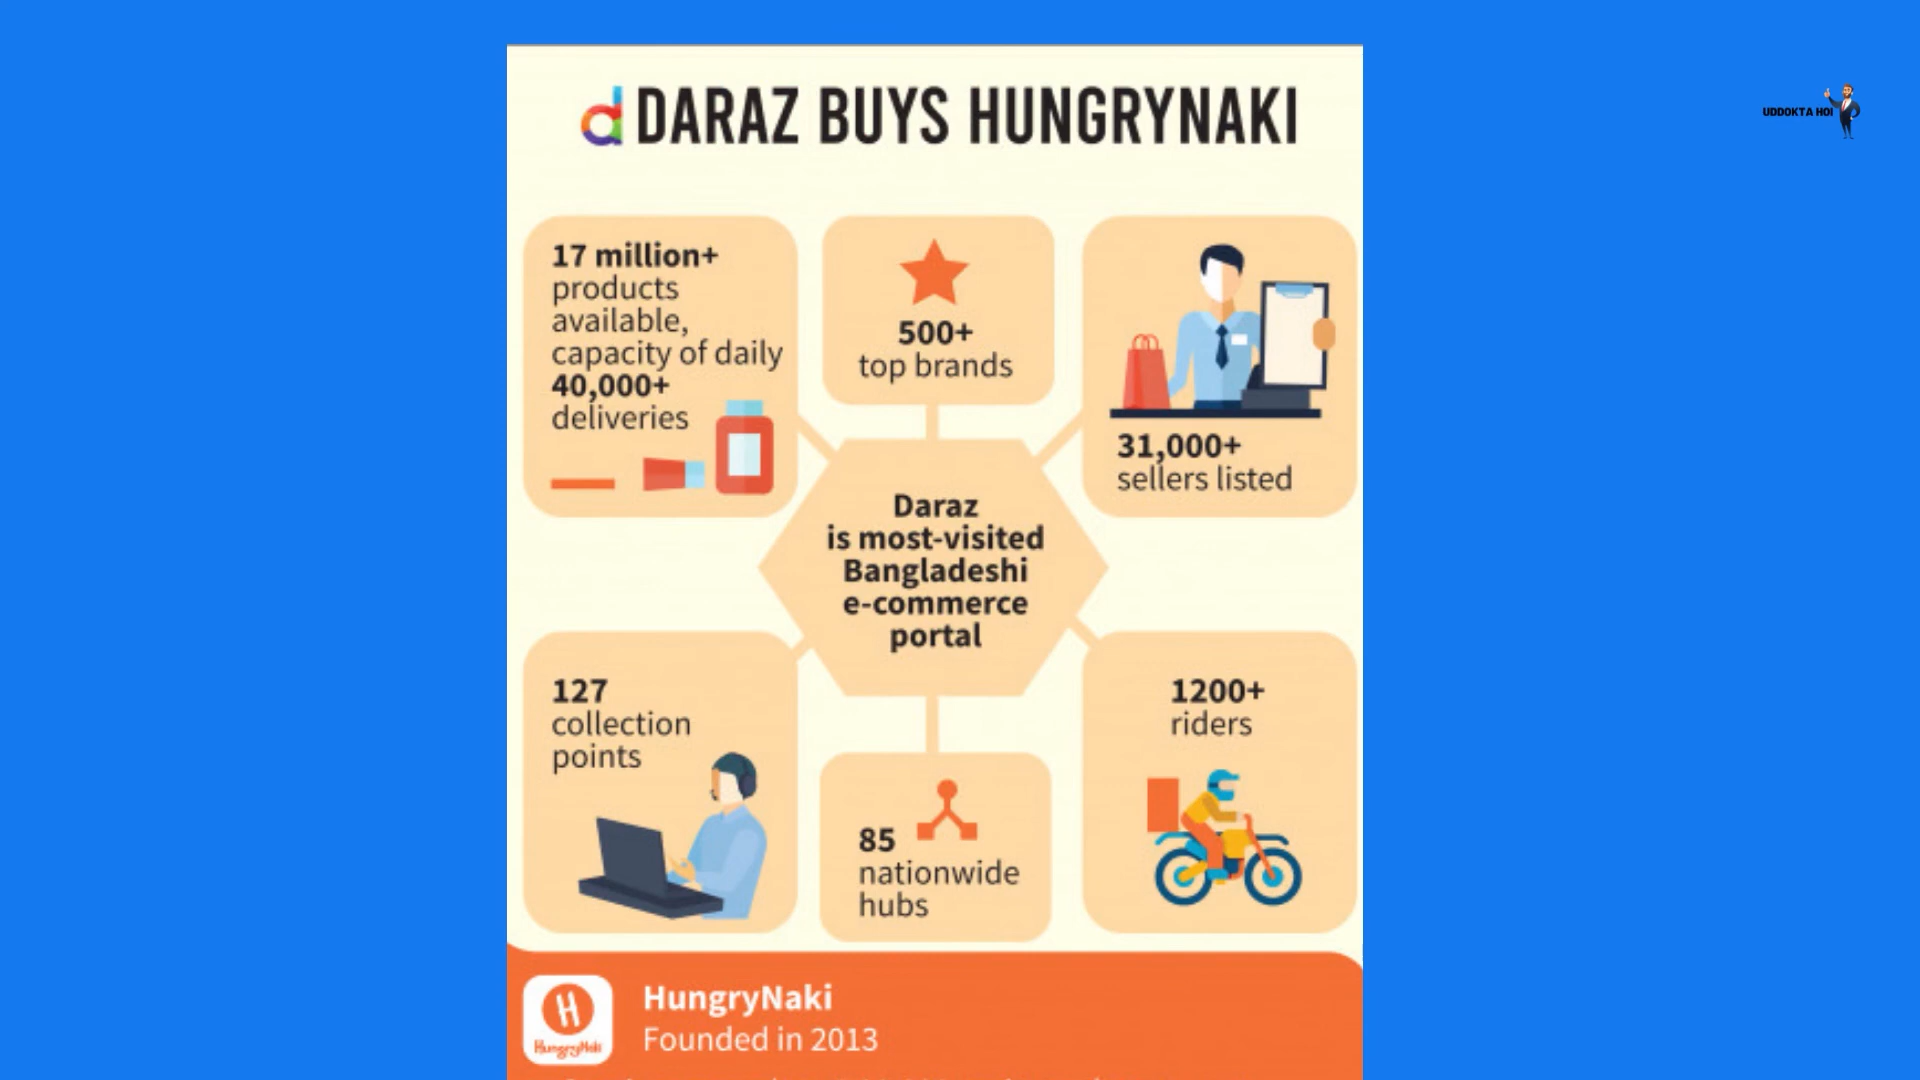 DARAZ BUYS HUNGRYNAKI
UDDOKTA HOI
17 million+
products
available,
capacity of daily
40,000+
deliveries
500+
top brands
31,000+
sellers listed
Daraz
is most-visited
Bangladeshi
e-commerce
portal
127
collection
points
85
nationwide
hubs
1200+
riders
HungryNaki
HungryNaki
Founded in 2013